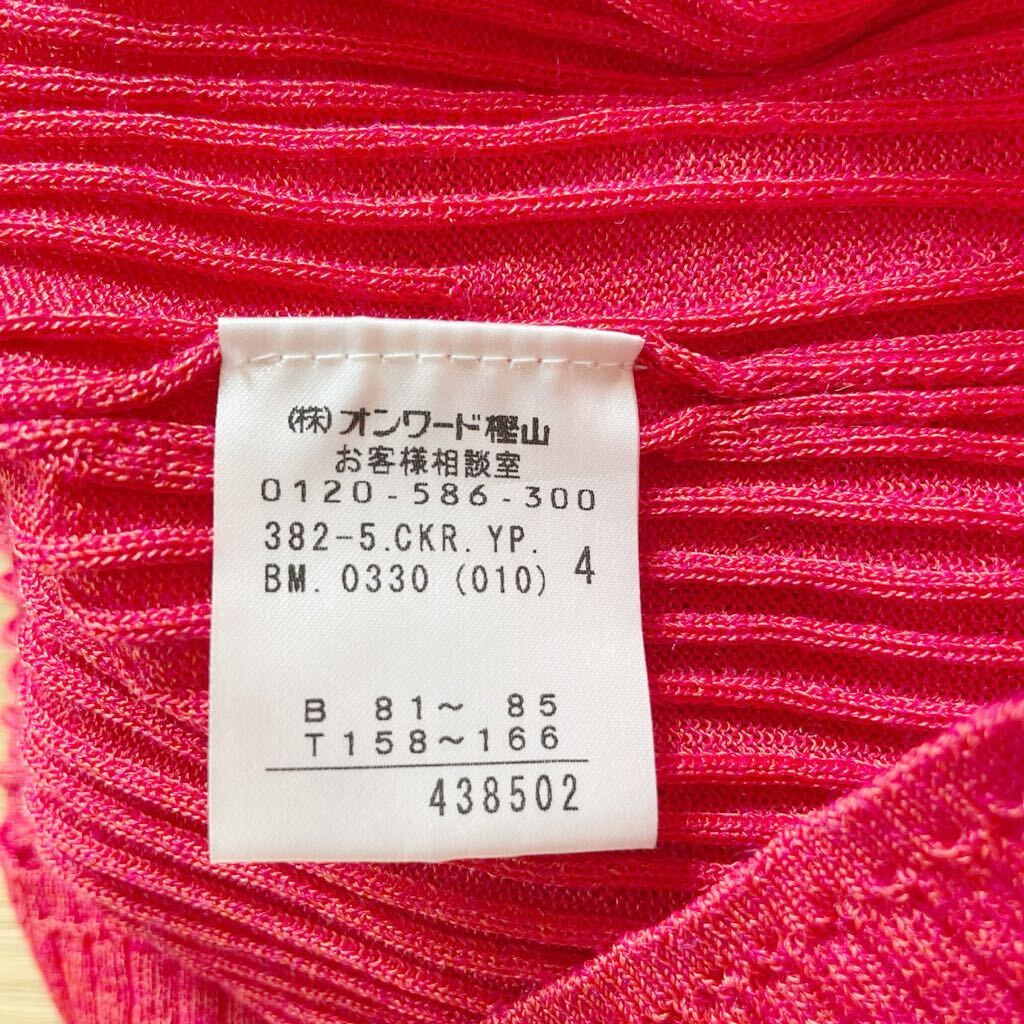 (株)オンワード樫山
お客様相談室
0120-586-300
382-5.CKR.YP.
BM. 0330 (010) 4
B 81～ 85
T158～166
438502